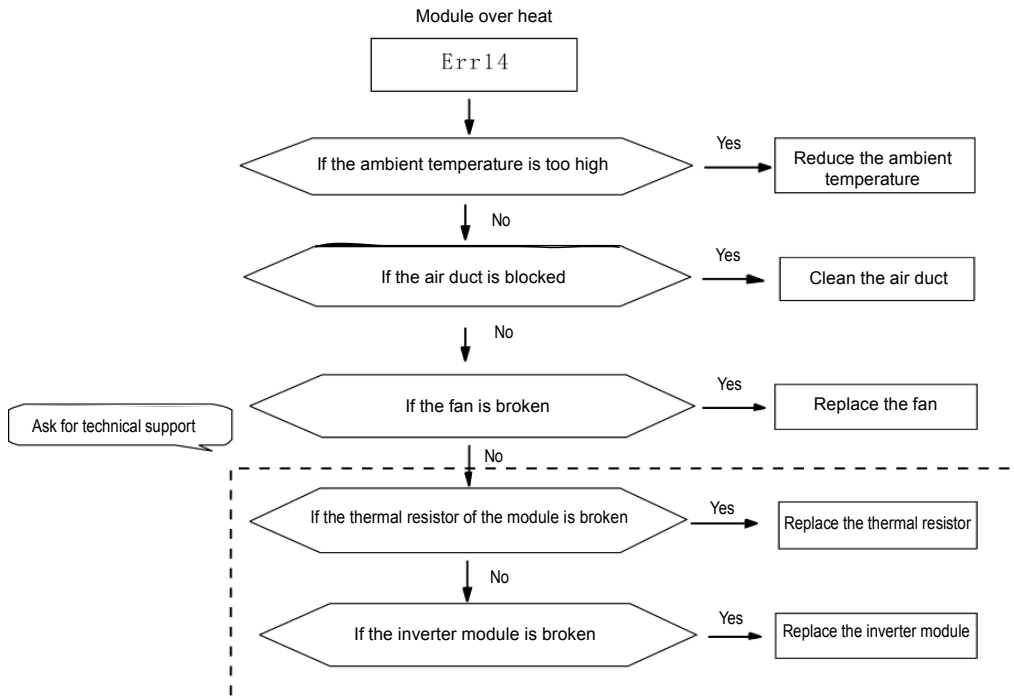 Module over heat
Err14
If the ambient temperature is too high
Yes
Reduce the ambient
temperature
No
If the air duct is blocked
Yes
Clean the air duct
No
If the fan is broken
Yes
Replace the fan
Ask for technical support
No
If the thermal resistor of the module is broken
Yes
Replace the thermal resistor
No
If the inverter module is broken
Yes
Replace the inverter module